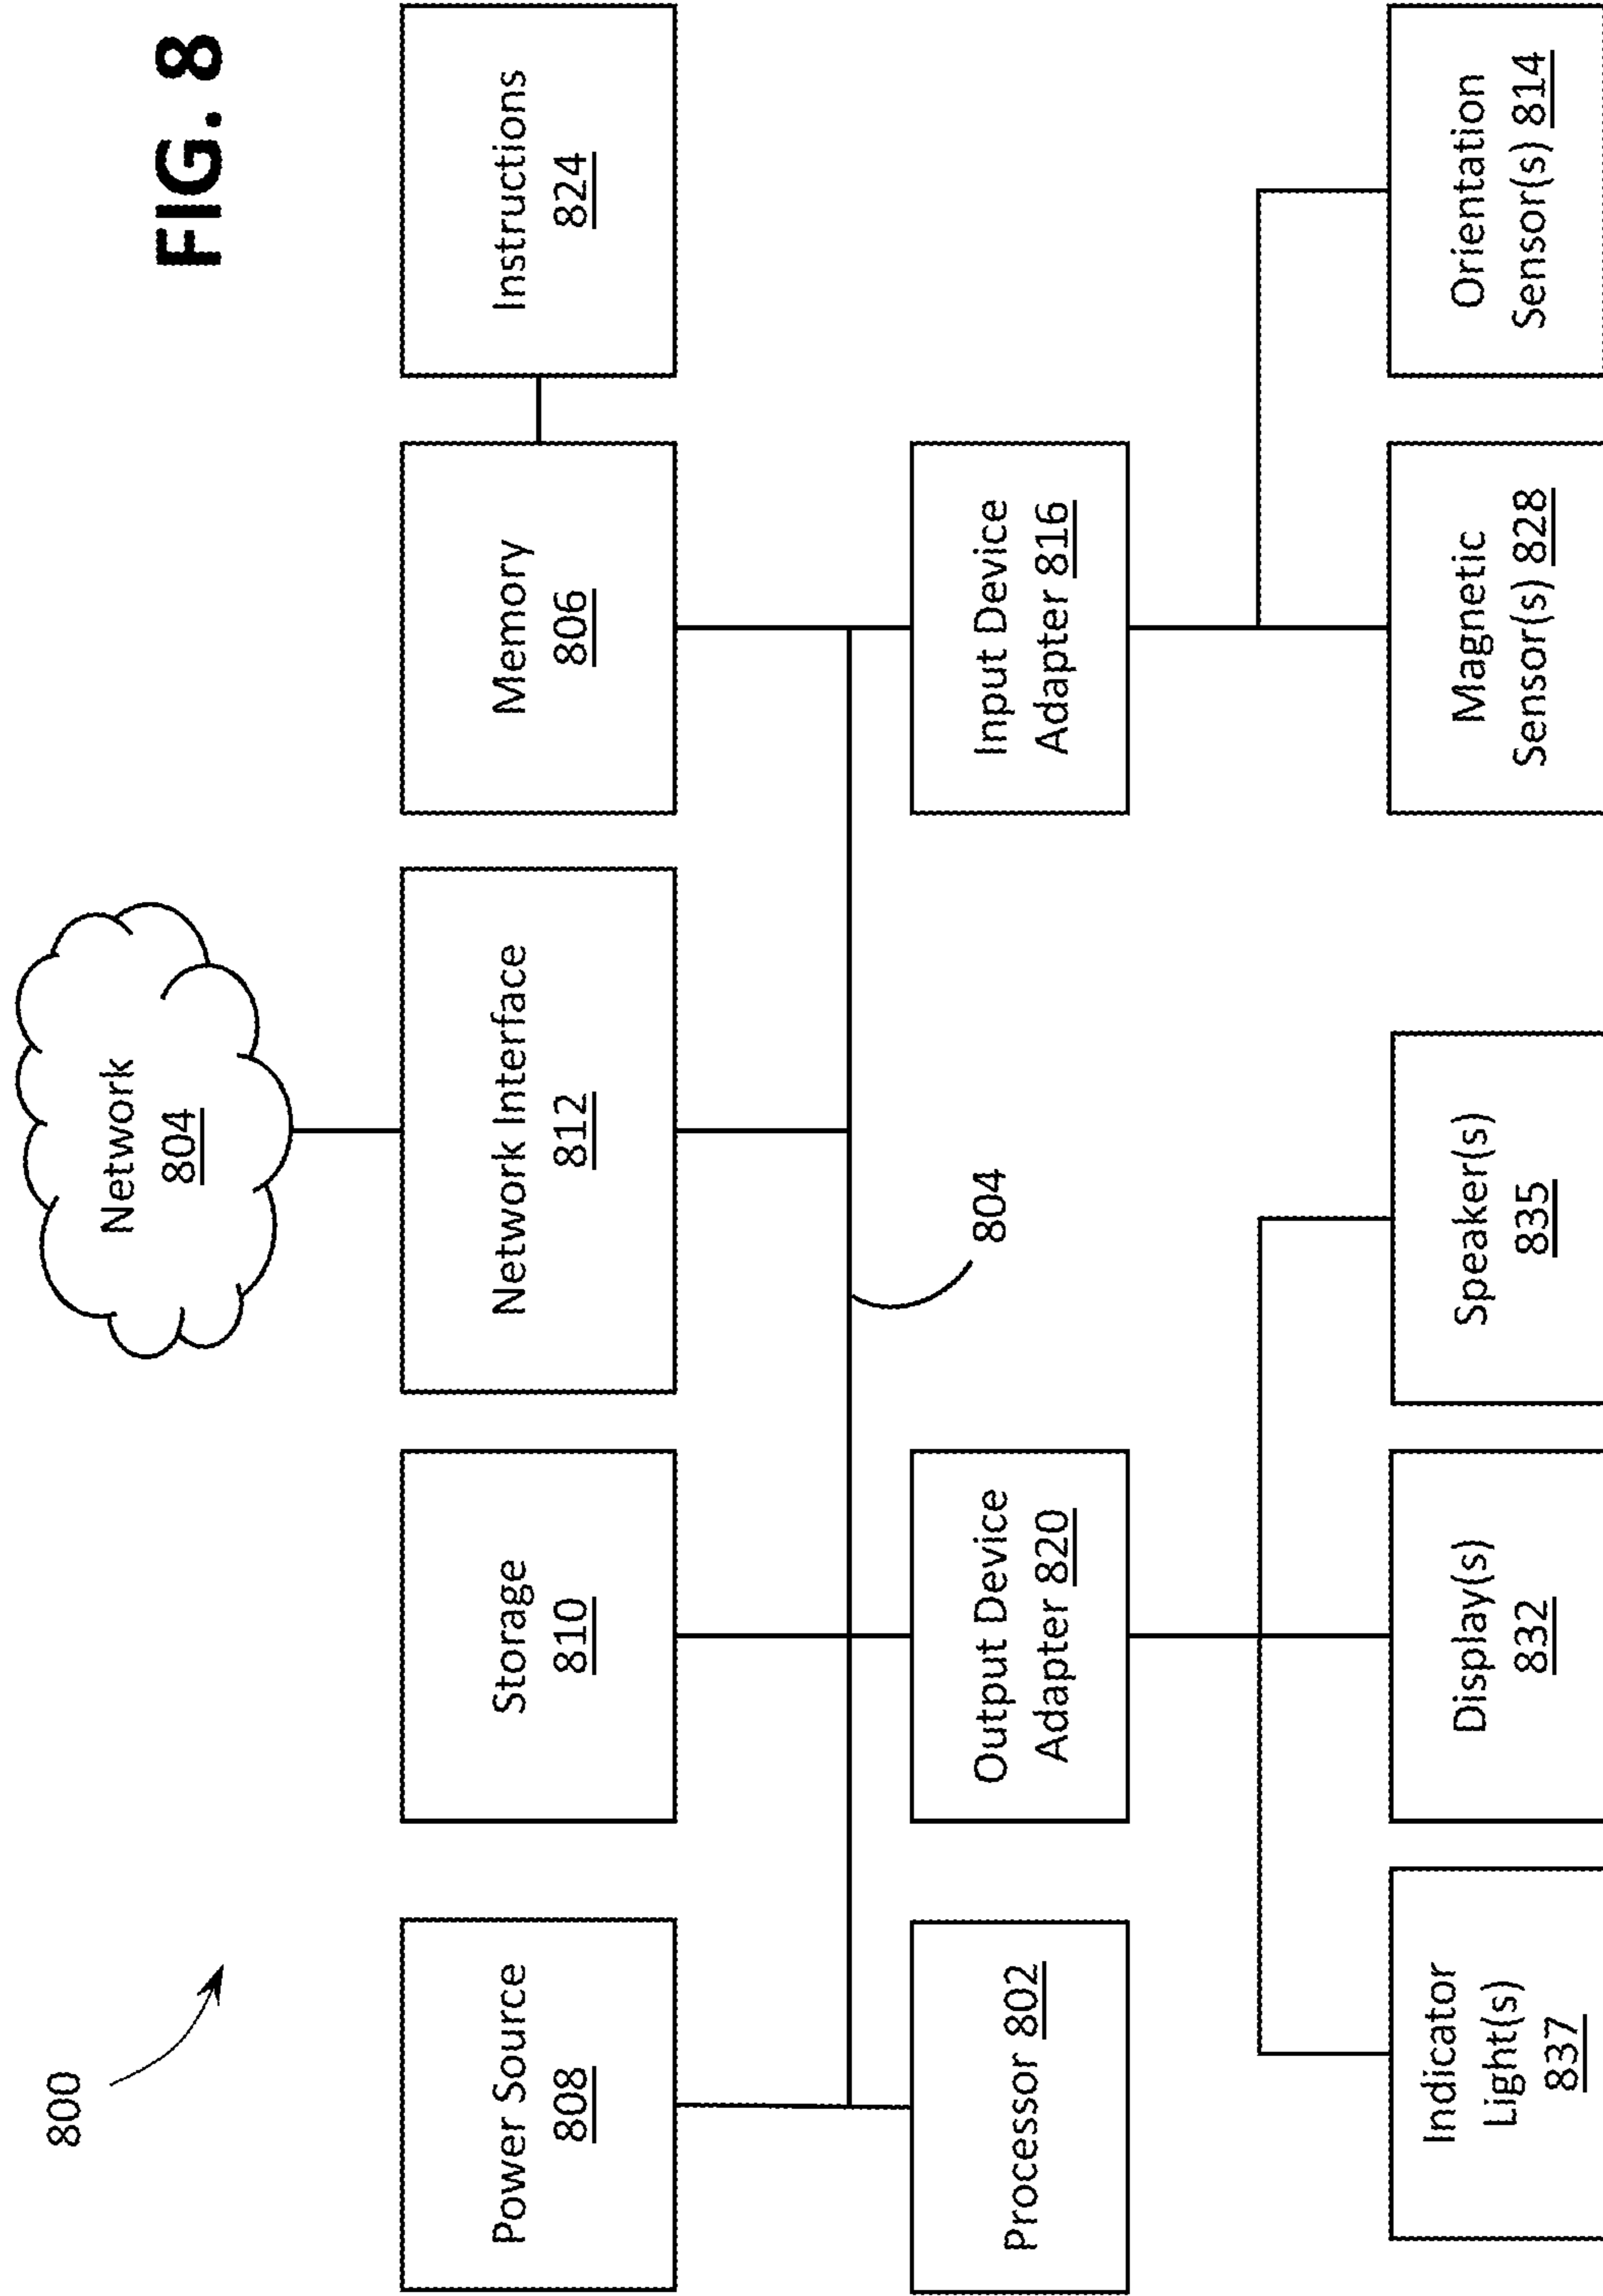 FIG. 8
800
Network
804
Power Source
808
Storage
810
Network Interface
812
Memory
806
Instructions
824
804
Processor 802
Output Device
Adapter 820
Input Device
Adapter 816
Indicator
Light(s)
837
Display(s)
832
Speaker(s)
835
Magnetic
Sensor(s) 828
Orientation
Sensor(s) 814